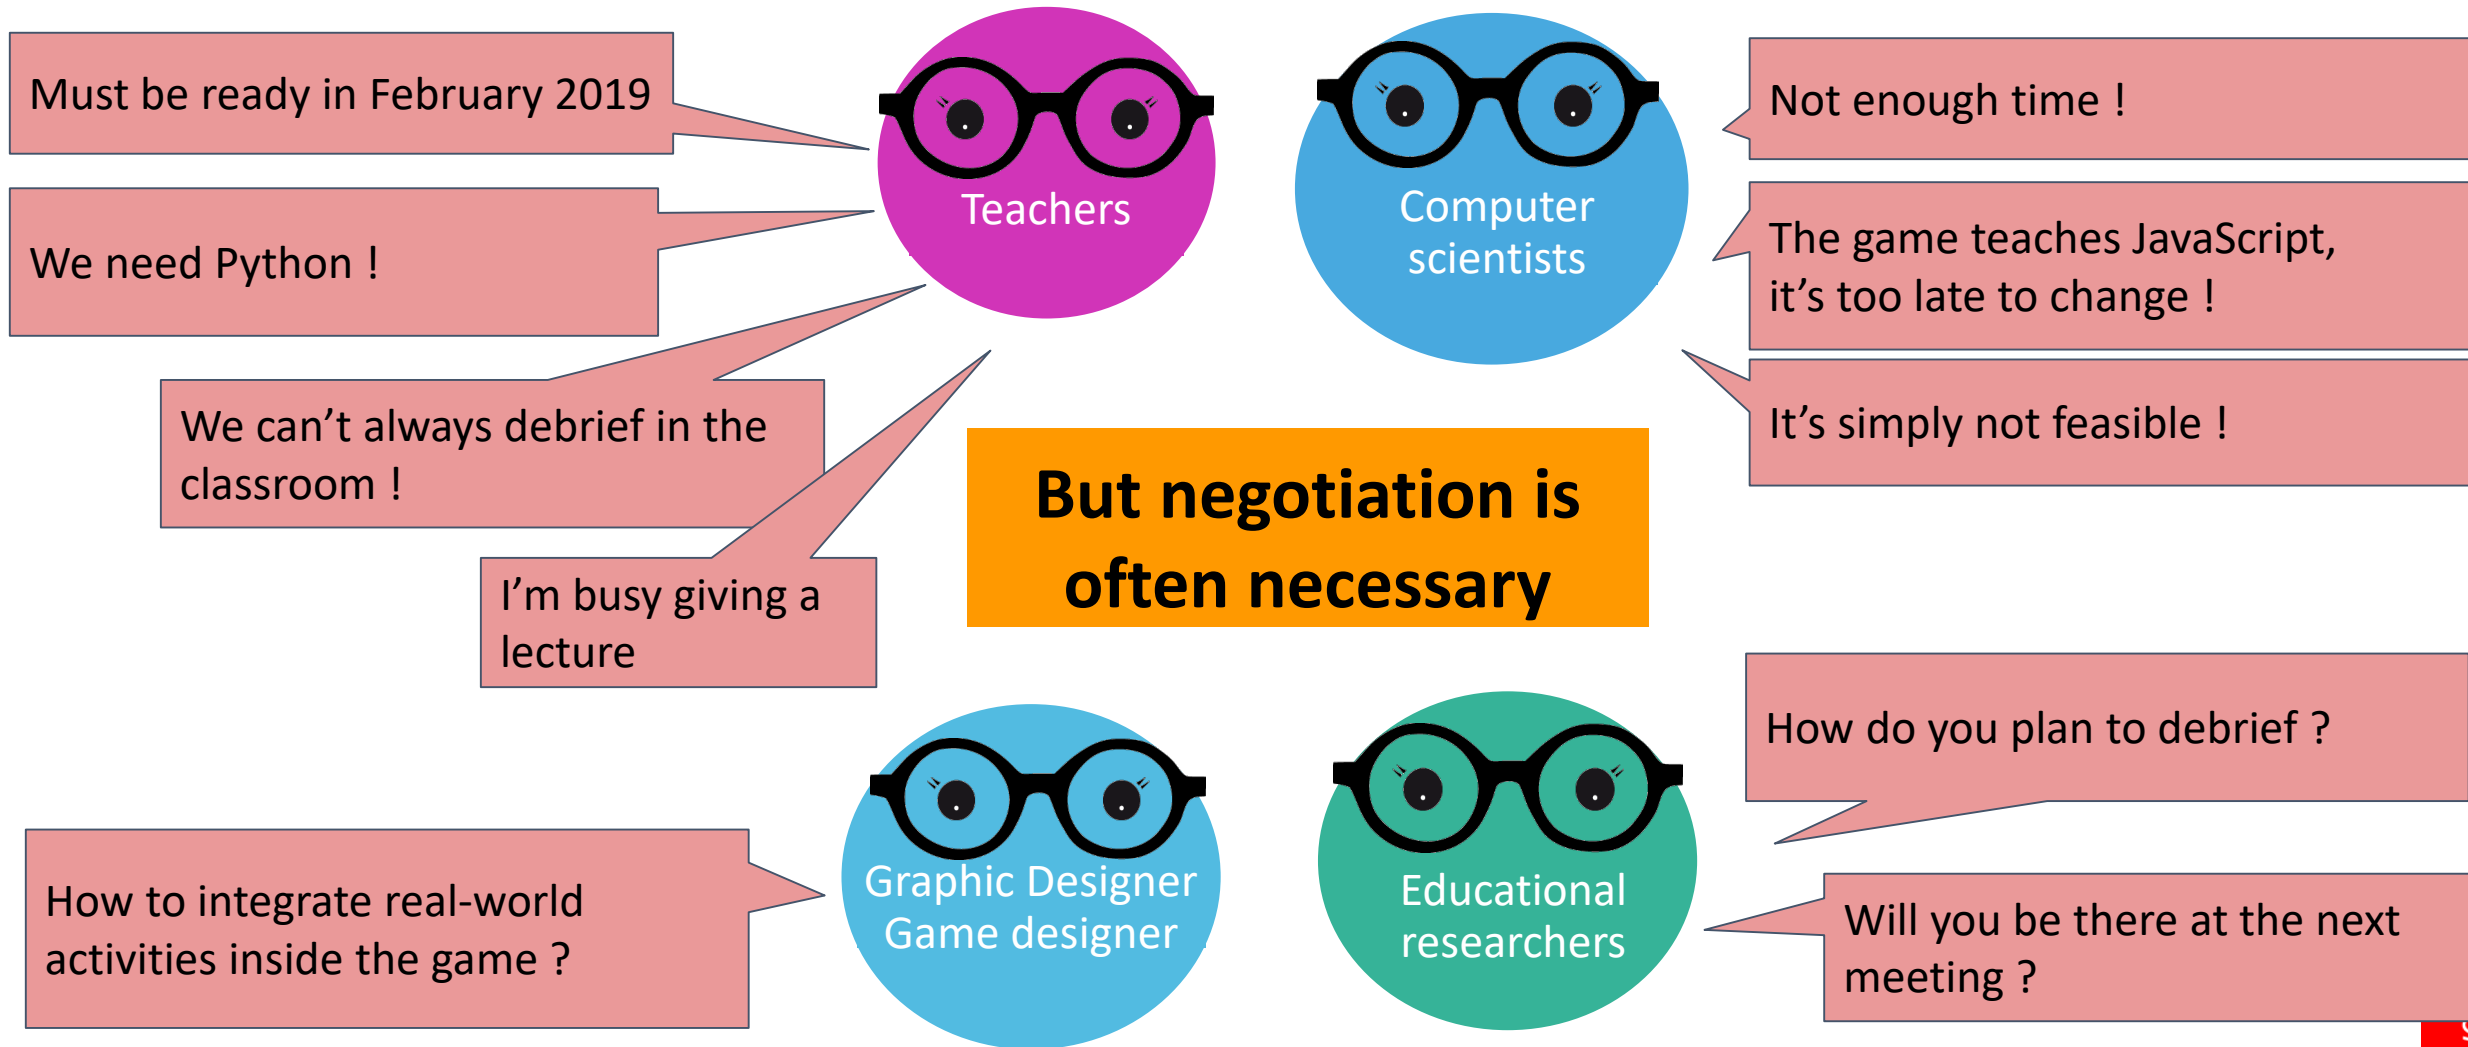 Must be ready in February 2019
We need Python !
We can’t always debrief in the
classroom !
I’m busy giving a
lecture
Teachers
Computer
scientists
Not enough time !
The game teaches JavaScript,
it’s too late to change !
It’s simply not feasible !
But negotiation is
often necessary
How to integrate real-world
activities inside the game ?
Graphic Designer
Game designer
Educational
researchers
How do you plan to debrief ?
Will you be there at the next
meeting ?